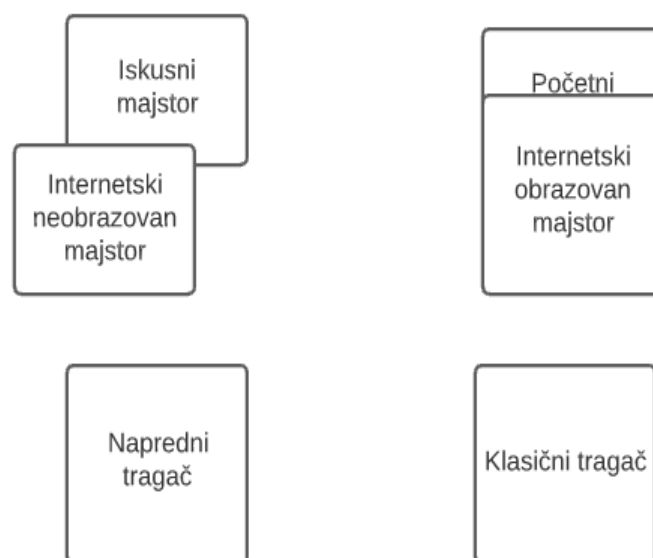 Iskusni
majstor
Internetski
neobrazovan
majstor
Početni
Internetski
obrazovan
majstor
Napredni
tragač
Klasični tragač